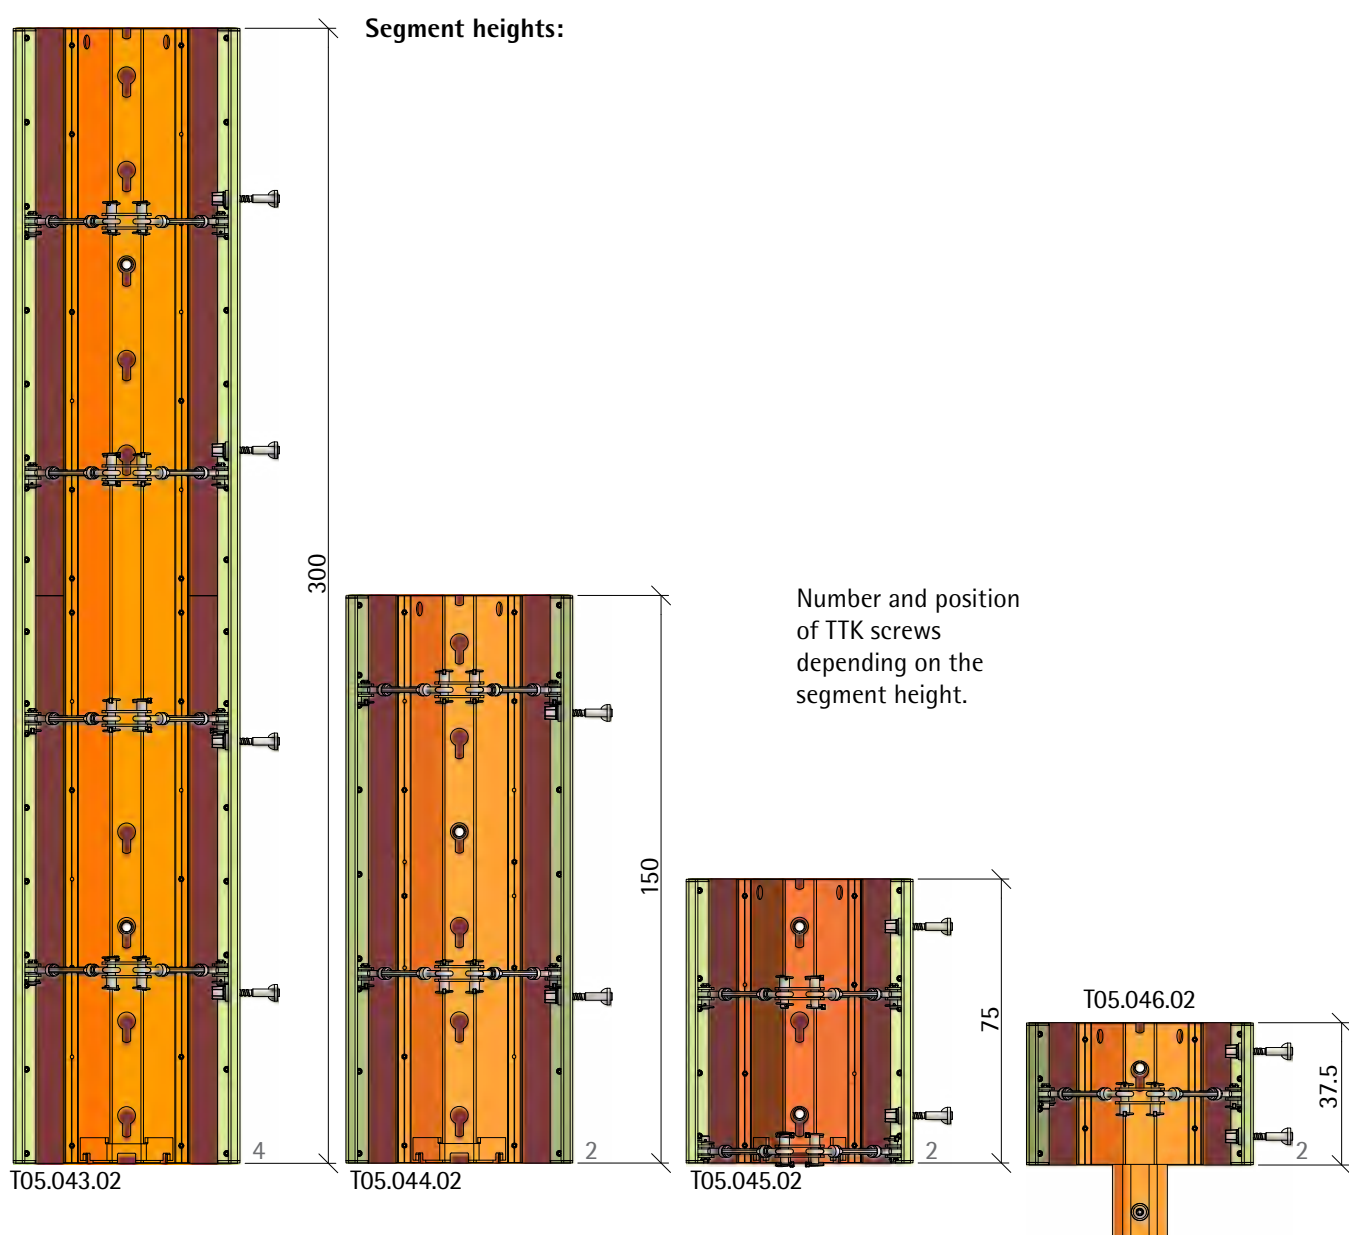 Segment heights:
300
Number and position
of TTK screws
depending on the
segment height.
150
75
T05.046.02
37.5
4
2
2
2
T05.043.02
T05.044.02
T05.045.02